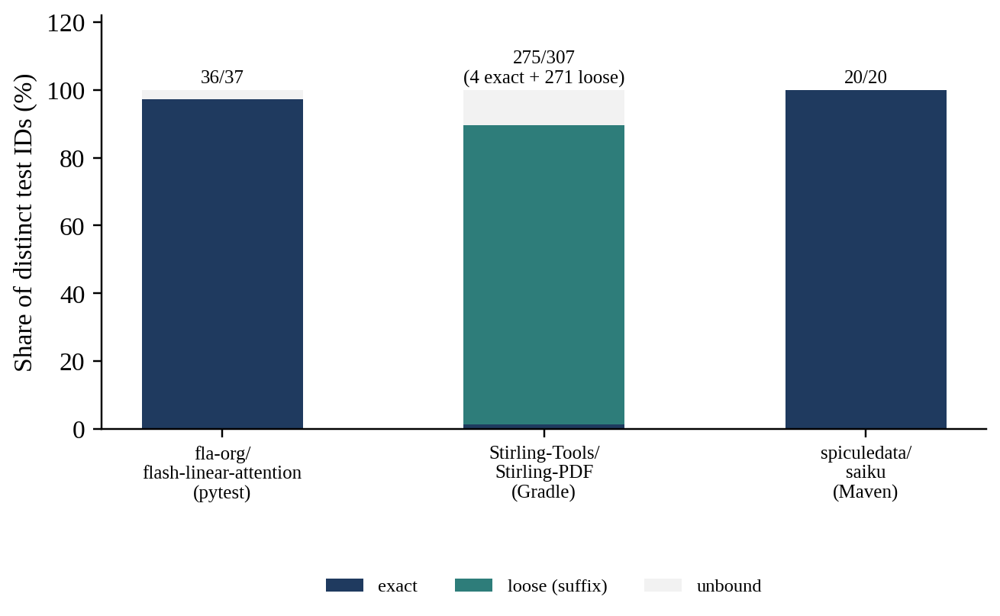 Share of distinct test IDs (%)
120
100
80
60
40
20
0
36/37
275/307
(4 exact + 271 loose)
20/20
fla-org/
flash-linear-attention
(pytest)
Stirling-Tools/
Stirling-PDF
(Gradle)
spiculedata/
saiku
(Maven)
exact
loose (suffix)
unbound